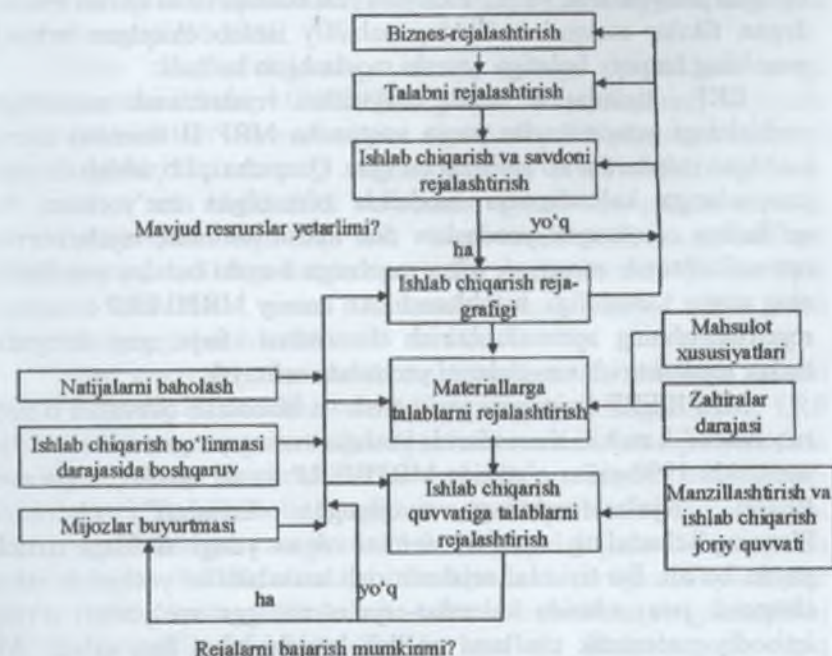 Biznes-rejalashtirish
Talabni rejalashtirish
Ishlab chiqarish va savdoni
rejalashtirish
Mavjud resrurslar yetarlimi?
yo‘q
ha
Ishlab chiqarish reja-
grafigi
Mahsulot
xususiyatlari
Natijalarni baholash
Materiallarga
talablarni rejalashtirish
Zahiralar
darajasi
Ishlab chiqarish bo‘linmasi
darajasida boshqaruv
Mijozlar buyurtmasi
Ishlab chiqarish
quvvatiga talablarni
rejalashtirish
Manzillashtirish va
ishlab chiqarish
joriy quvvati
ha
yo‘q
Rejalarni bajarish mumkinmi?